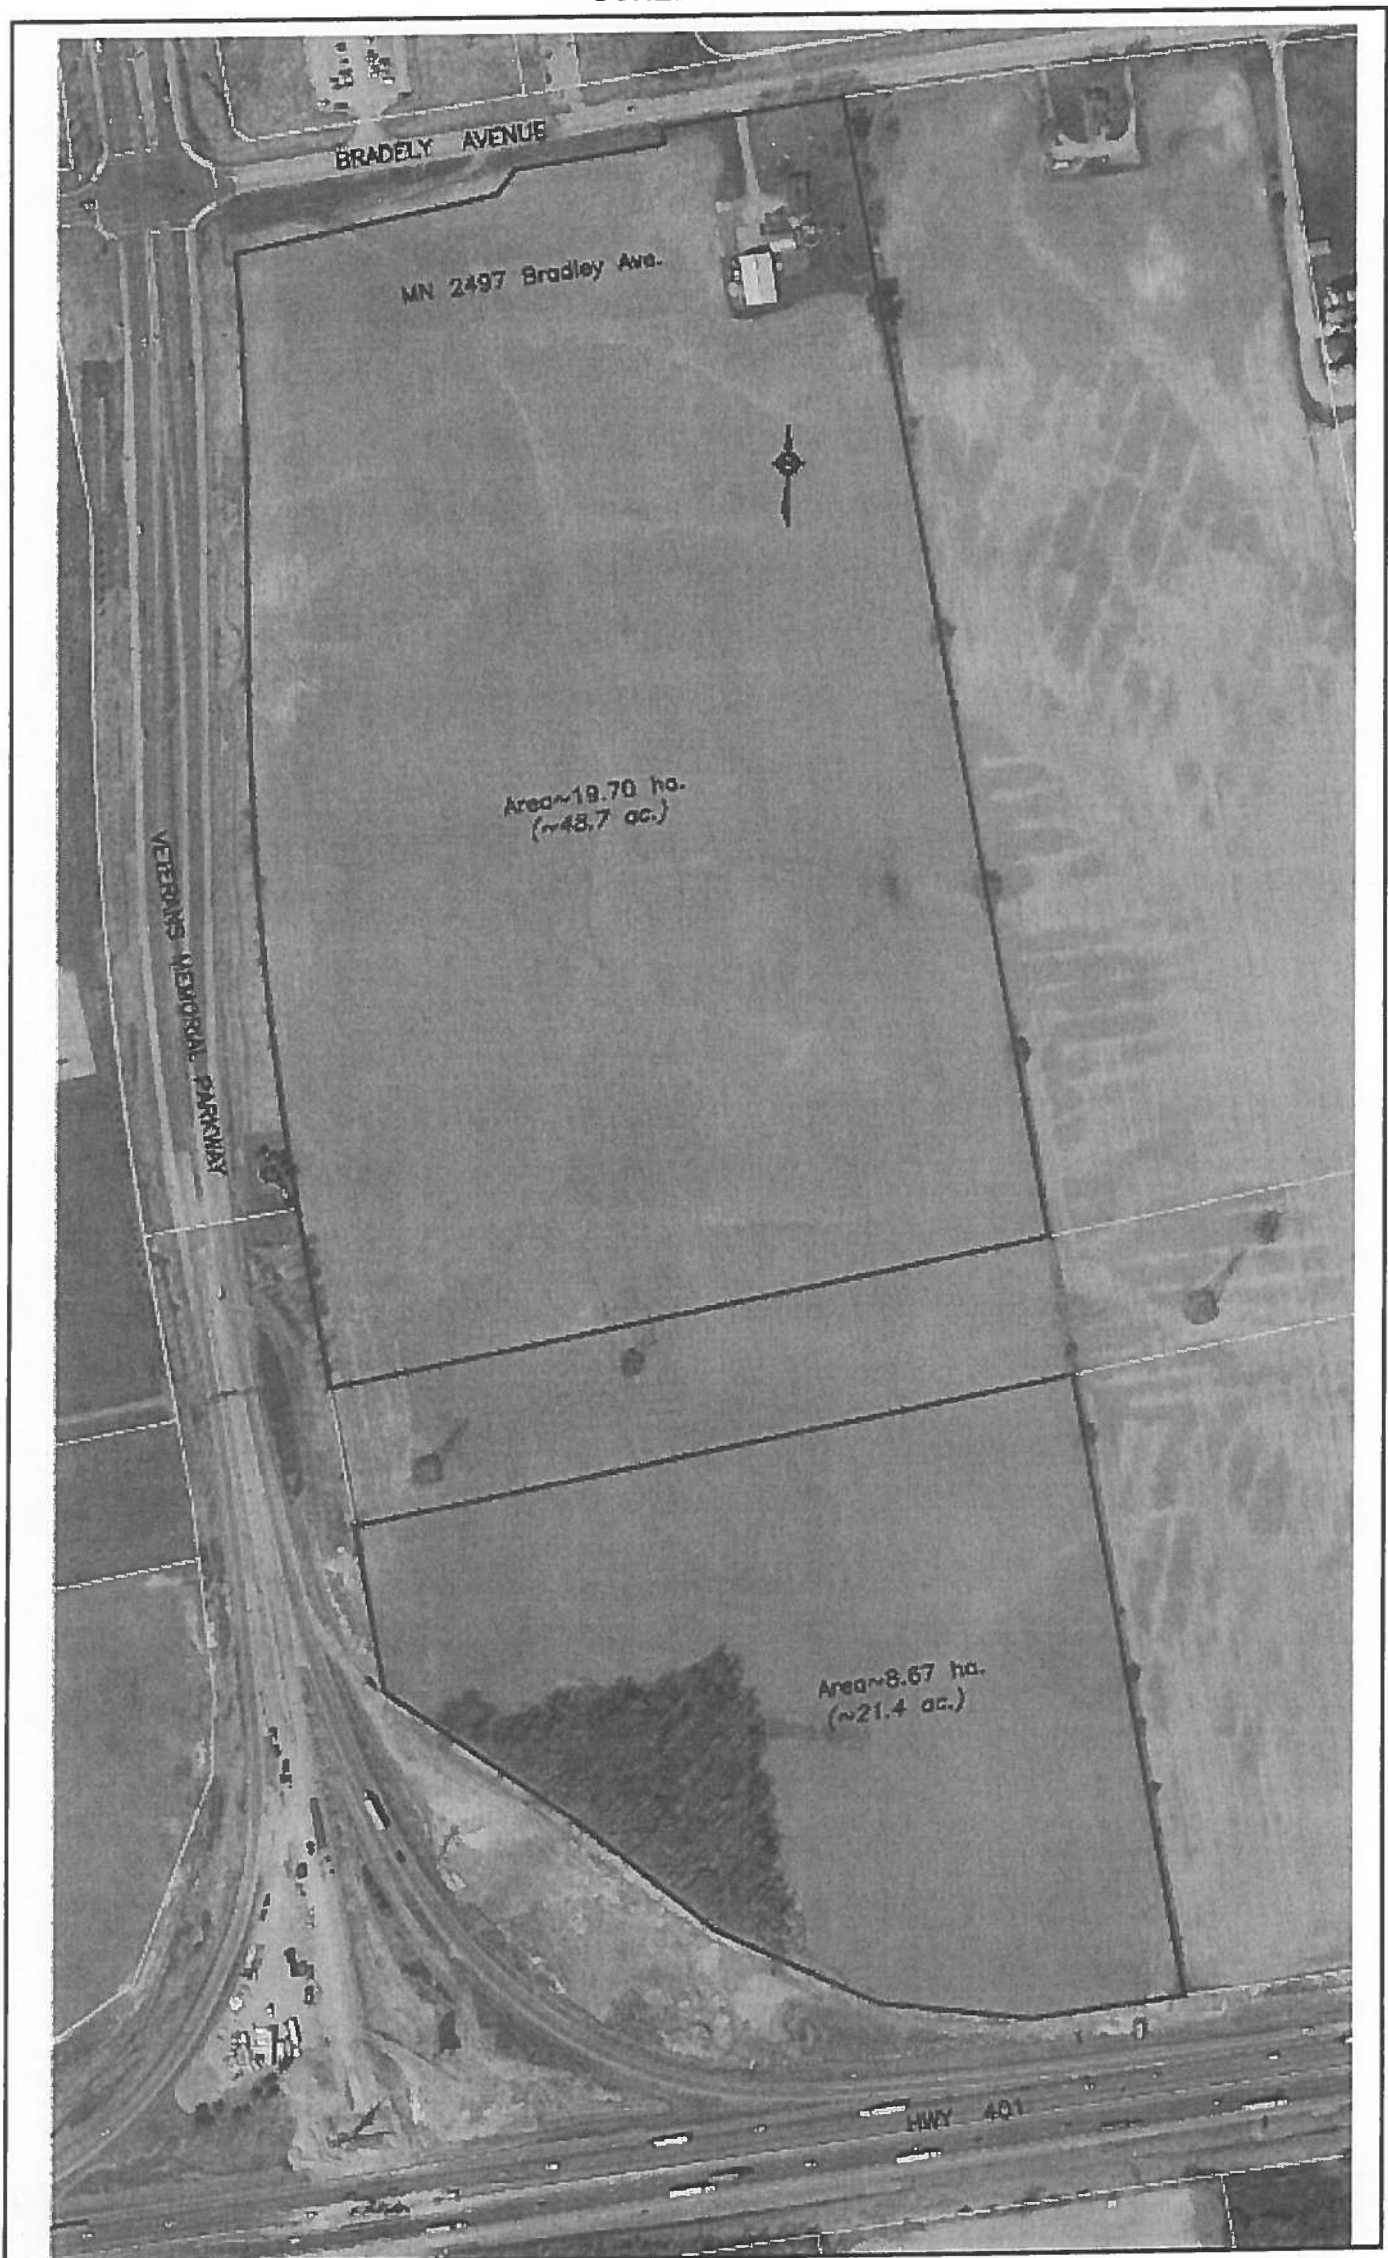 BRADELY AVENUE
MN 2497 Bradley Ave.
Area~19.70 ha.
(~48.7 ac.)
VETERANS MEMORIAL PARKWAY
Area~8.67 ha.
(~21.4 ac.)
HWY 401